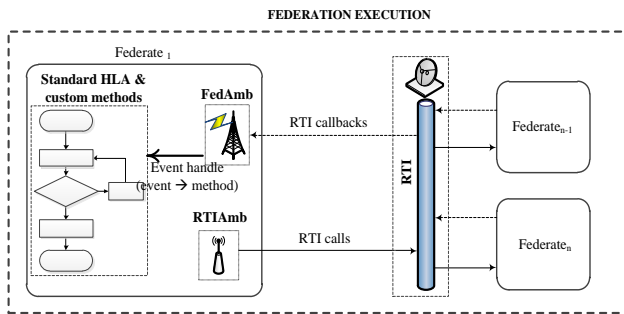 FEDERATION EXECUTION
Federate 1
Standard HLA &
custom methods
FedAmb
RTI callbacks
Event handle
(event → method)
RTIAmb
RTI calls
RTI
Federaten-1
Federaten